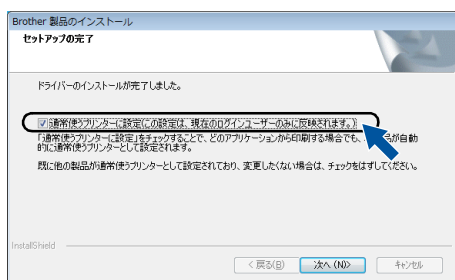 Brother 製品のインストール
セットアップの完了
ドライバーのインストールが完了しました。
通常使うプリンターに設定(この設定は、現在のログインユーザーのみに反映されます。)
「通常使うプリンターに設定」をチェックすることで、どのアプリケーションから印刷する場合でも、 品が自動
的に通常使うプリンターとして設定されます。
既に他の製品が通常使うプリンターとして設定されており、変更したくない場合は、チェックをはずしてください。
InstallShield
< 戻る(B)
次へ (N)>
キャンセル